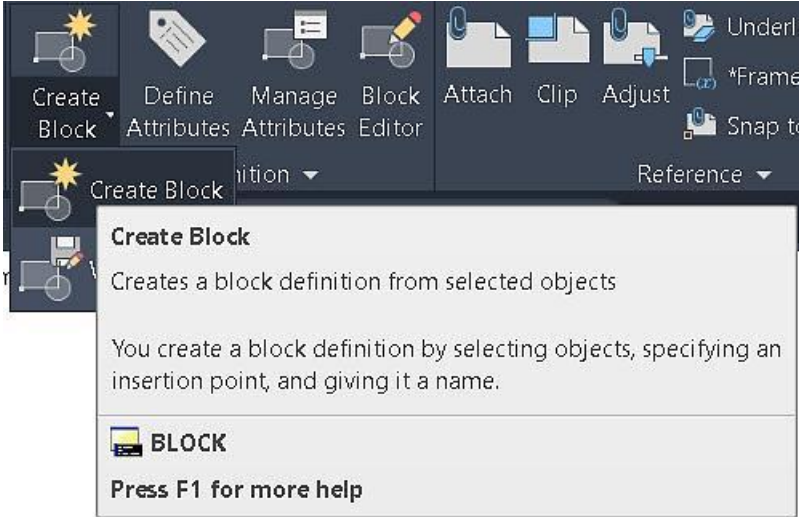 Create Block
Define Attributes
Manage Attributes
Block Editor
Attach
Clip
Adjust
*Frame
Snap
Reference
Create Block
Create Block
Creates a block definition from selected objects
You create a block definition by selecting objects, specifying an
insertion point, and giving it a name.
BLOCK
Press F1 for more help